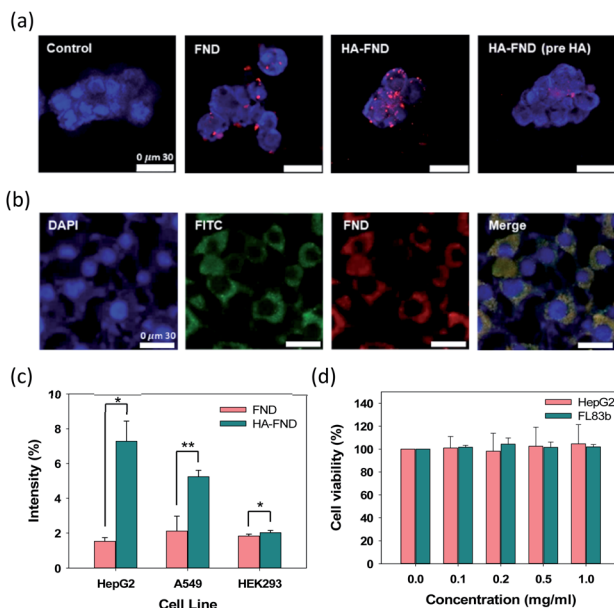 (a)
Control
FND
HA-FND
HA-FND (pre HA)
0 μm 30
(b)
DAPI
FITC
FND
Merge
0 μm 30
(c)
(d)
10
8
6
4
2
0
Intensity (%)
FND
HA-FND
*
**
*
HepG2 A549 HEK293
Cell Line
140
120
100
80
60
40
20
0
Cell viability (%)
HepG2
FL83b
0.0 0.1 0.2 0.5 1.0
Concentration (mg/ml)